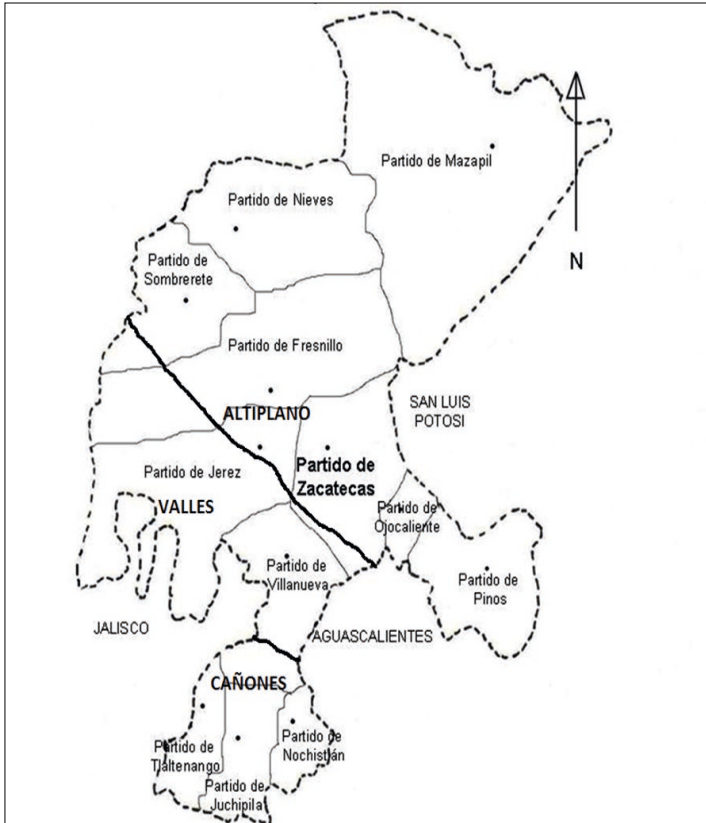 Partido de Mazapil
Partido de Nieves
Partido de
Sombrerete
N
Partido de Fresnillo
SAN LUIS
POTOSI
ALTIPLANO
Partido de Jerez
Partido de
Zacatecas
VALLES
Partido de
Ojocaliente
Partido de
Villanueva
Partido de
Pinos
JALISCO
AGUASCALIENTES
CAÑONES
Partido de
Tlaltenango
Partido de
Nochistlán
Partido de
Juchipila